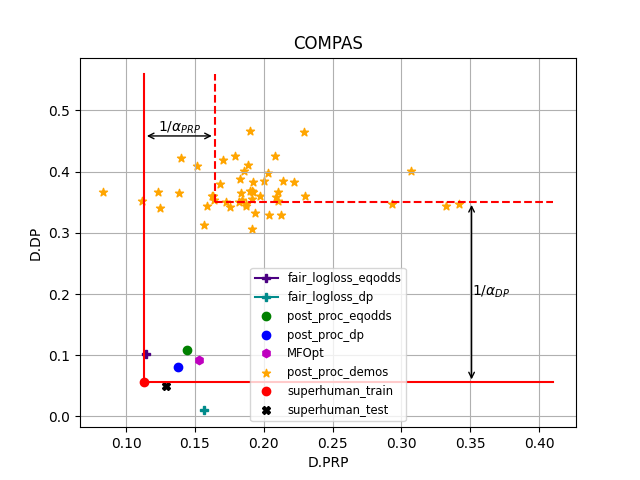 COMPAS
0.5
0.4
0.3
0.2
0.1
0.0
D.DP
1/α_PRP
1/α_DP
fair_logloss_eqodds
fair_logloss_dp
post_proc_eqodds
post_proc_dp
MFOpt
post_proc_demos
superhuman_train
superhuman_test
0.10 0.15 0.20 0.25 0.30 0.35 0.40
D.PRP